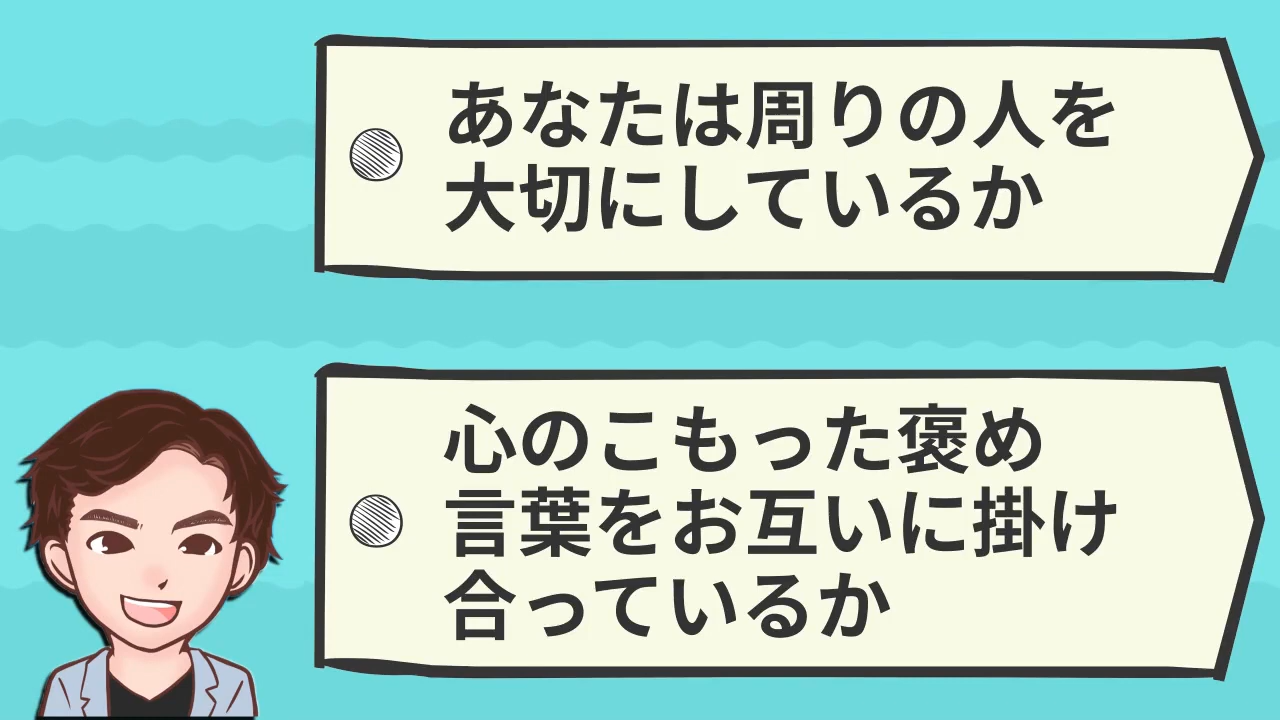 あなたは周りの人を
大切にしているか
心のこもった褒め
言葉をお互いに掛け
合っているか